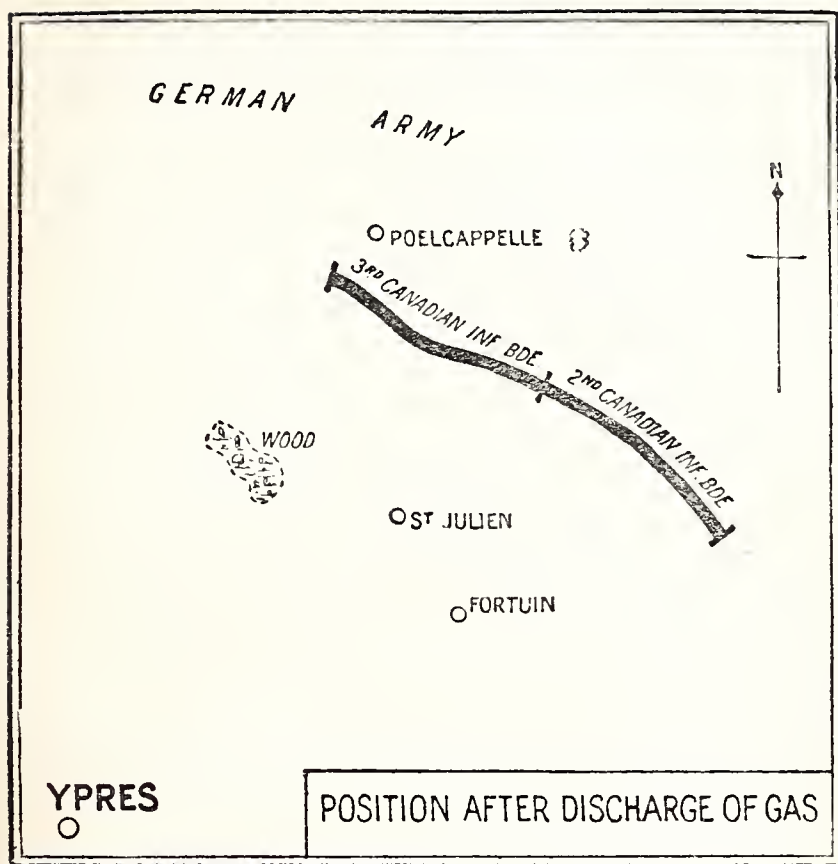 GERMAN ARMY
N
POELCAPPELLE
3RD CANADIAN INF. BDE
2ND CANADIAN INF. BDE
WOOD
ST JULIEN
FORTUIN
YPRES
POSITION AFTER DISCHARGE OF GAS